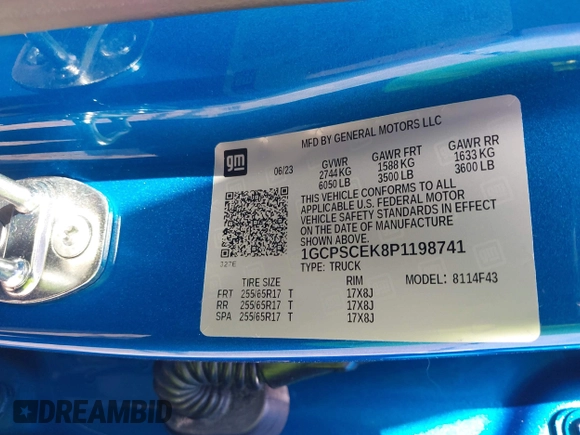 MFD BY GENERAL MOTORS LLC
gm
06/23
GVWR GAWR FRT GAWR RR
2744 KG 1588 KG 1633 KG
6050 LB 3500 LB 3600 LB
THIS VEHICLE CONFORMS TO ALL
APPLICABLE U.S. FEDERAL MOTOR
VEHICLE SAFETY STANDARDS IN EFFECT
ON THE DATE OF MANUFACTURE
SHOWN ABOVE.
1GCPSCEK8P1198741
TYPE: TRUCK
MODEL: 8114F43
TIRE SIZE RIM
FRT 255/65R17 T 17X8J
RR 255/65R17 T 17X8J
SPA 255/65R17 T 17X8J
DREAMBID